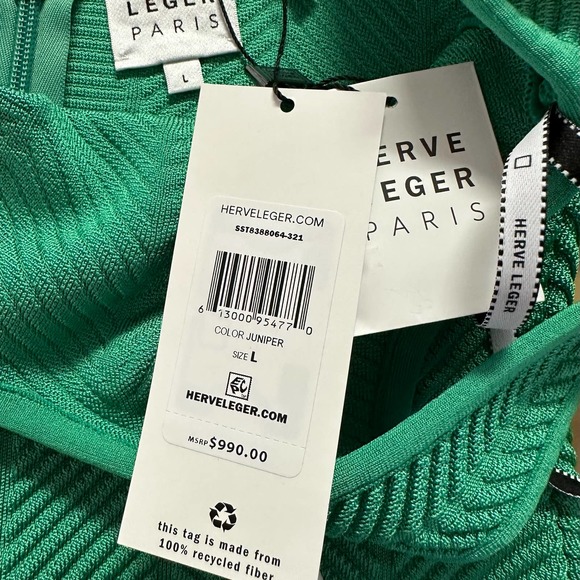 LEGER
PARIS
L
HERVELEGER.COM
SST8388064-321
6 13000 95477 0
COLOR JUNIPER
SIZE L
HERVELEGER.COM
MSRP $990.00
this tag is made from
100% recycled fiber
ERVE
EGER
PARIS
HERVE LEGER